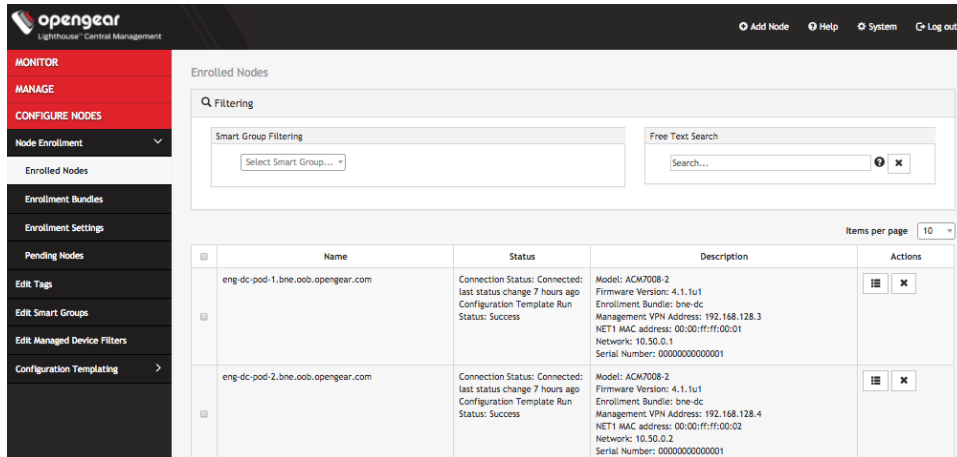 opengear
Lighthouse™ Central Management
Add Node
Help
System
Log out
MONITOR
MANAGE
CONFIGURE NODES
Node Enrollment
Enrolled Nodes
Enrollment Bundles
Enrollment Settings
Pending Nodes
Edit Tags
Edit Smart Groups
Edit Managed Device Filters
Configuration Templating
Enrolled Nodes
Filtering
Smart Group Filtering
Select Smart Group...
Free Text Search
Search...
Items per page 10
Name Status Description Actions
eng-dc-pod-1.bne.oob.opengear.com
Connection Status: Connected:
last status change 7 hours ago
Configuration Template Run
Status: Success
Model: ACM7008-2
Firmware Version: 4.1.1u1
Enrollment Bundle: bne-dc
Management VPN Address: 192.168.128.3
NET1 MAC address: 00:00:ff:ff:00:01
Network: 10.50.0.1
Serial Number: 00000000000001
eng-dc-pod-2.bne.oob.opengear.com
Connection Status: Connected:
last status change 7 hours ago
Configuration Template Run
Status: Success
Model: ACM7008-2
Firmware Version: 4.1.1u1
Enrollment Bundle: bne-dc
Management VPN Address: 192.168.128.4
NET1 MAC address: 00:00:ff:ff:00:02
Network: 10.50.0.2
Serial Number: 00000000000001